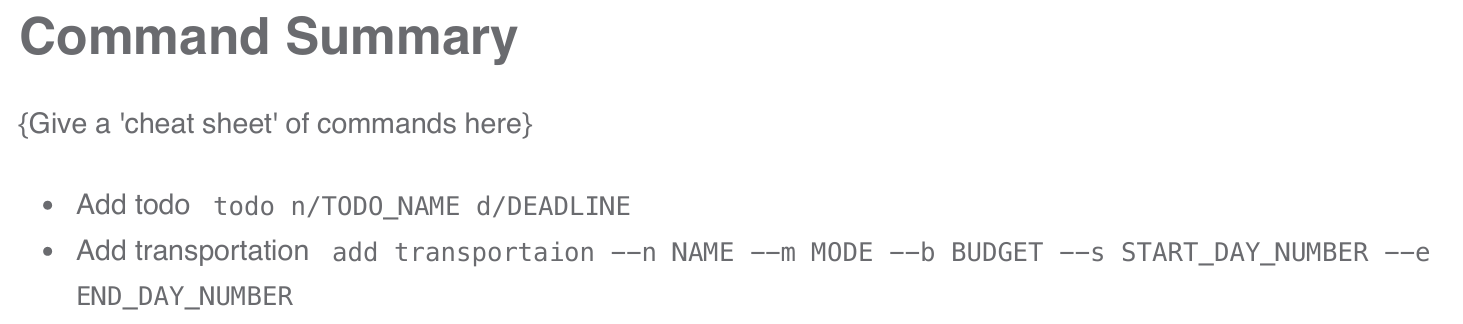 Command Summary
{Give a 'cheat sheet' of commands here}
• Add todo todo n/TODO_NAME d/DEADLINE
• Add transportation add transportaion --n NAME --m MODE --b BUDGET --s START_DAY_NUMBER --e
END_DAY_NUMBER